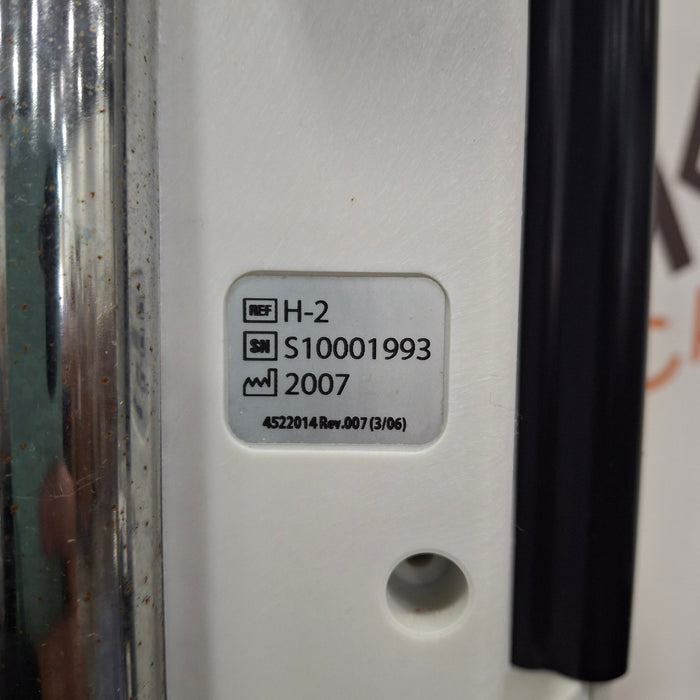 REF H-2
SN S10001993
2007
4522014 Rev.007 (3/06)